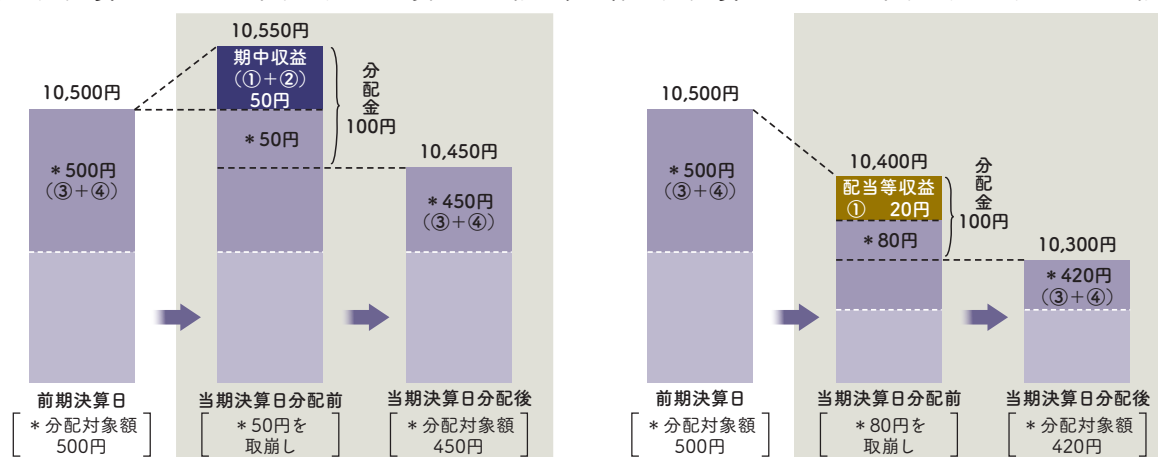 10,550円
期中収益
(①+②)
50円
分配金
100円
10,500円
*500円
(③+④)
*50円
10,450円
*450円
(③+④)
前期決算日
*分配対象額
500円
当期決算日分配前
*50円を
取崩し
当期決算日分配後
*分配対象額
450円
10,500円
*500円
(③+④)
10,400円
配当等収益
① 20円
*80円
分配金
100円
10,300円
*420円
(③+④)
前期決算日
*分配対象額
500円
当期決算日分配前
*80円を
取崩し
当期決算日分配後
*分配対象額
420円